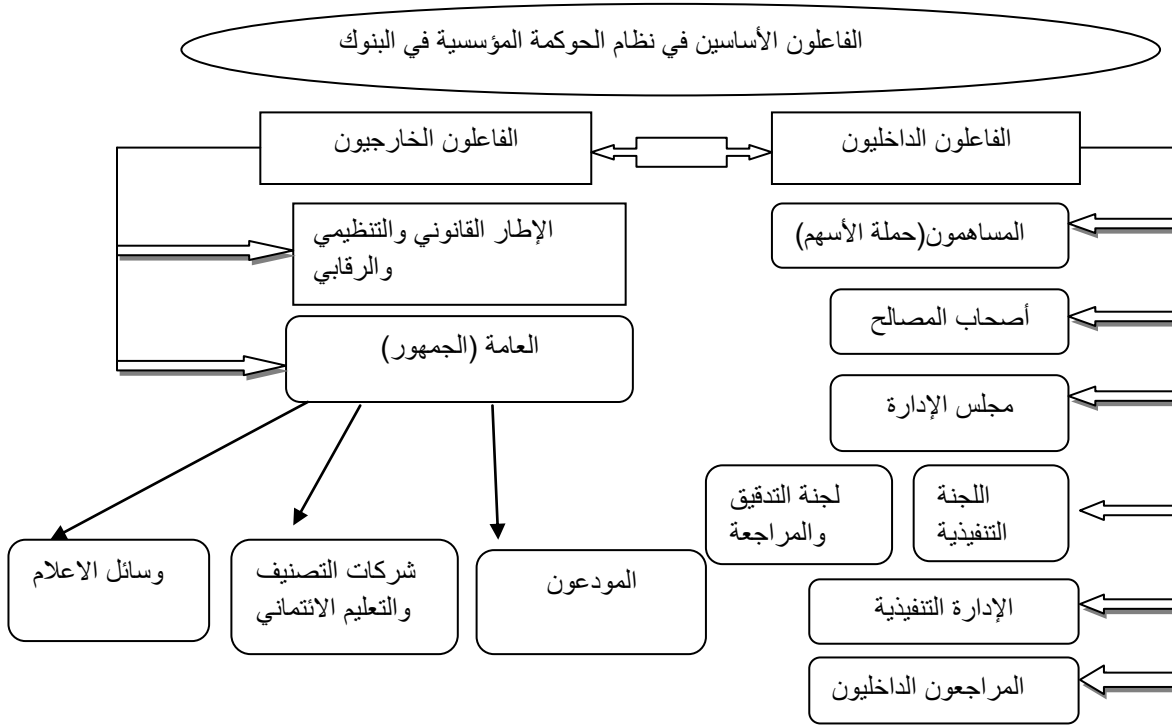 الفاعلون الأساسين في نظام الحوكمة المؤسسية في البنوك
الفاعلون الداخليون
الفاعلون الخارجيون
المساهمون(حملة الأسهم)
أصحاب المصالح
مجلس الإدارة
اللجنة
التنفيذية
لجنة التدقيق
والمراجعة
الإدارة التنفيذية
المراجعون الداخليون
الإطار القانوني والتنظيمي
والرقابي
العامة (الجمهور)
المودعون
شركات التصنيف
والتعليم الائتماني
وسائل الاعلام